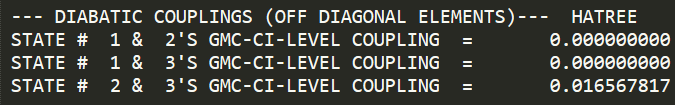 --- DIABATIC COUPLINGS (OFF DIAGONAL ELEMENTS)---  HATREE
STATE #  1 &  2'S GMC-CI-LEVEL COUPLING  =      0.000000000
STATE #  1 &  3'S GMC-CI-LEVEL COUPLING  =      0.000000000
STATE #  2 &  3'S GMC-CI-LEVEL COUPLING  =      0.016567817